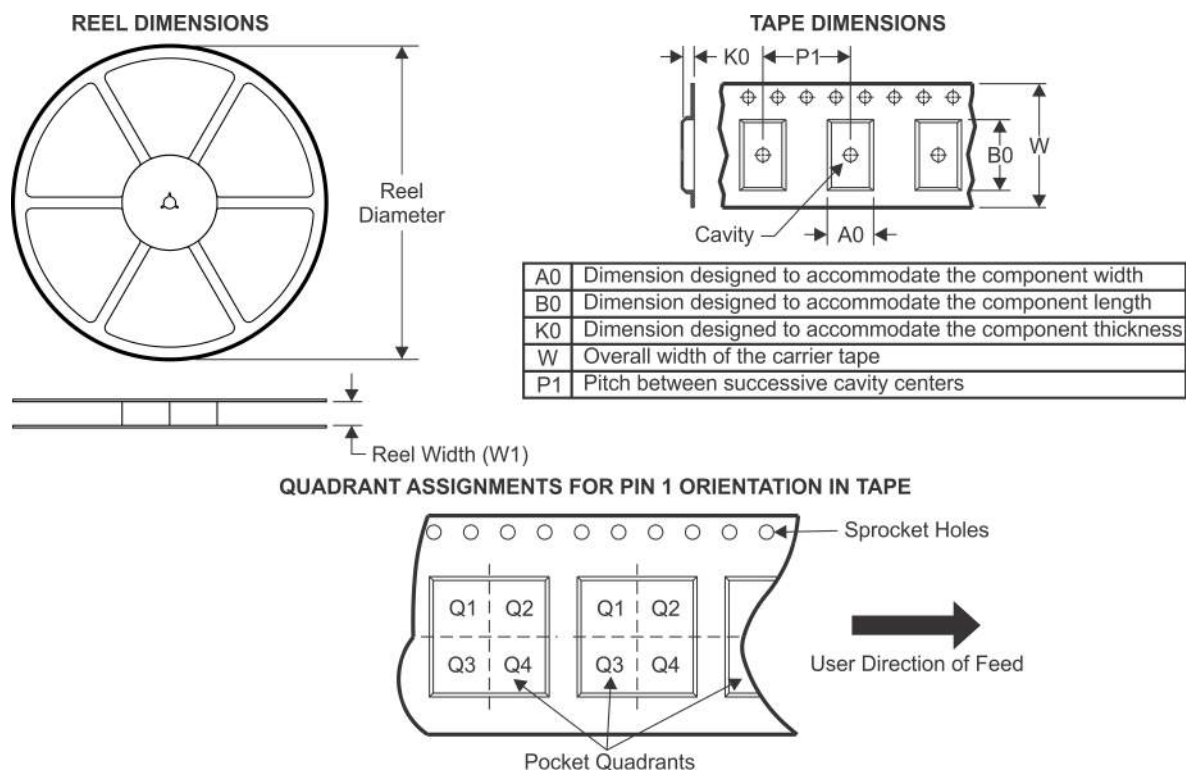 REEL DIMENSIONS
Reel
Diameter
Reel Width (W1)
TAPE DIMENSIONS
K0
P1
B0
W
Cavity
A0
A0 Dimension designed to accommodate the component width
B0 Dimension designed to accommodate the component length
K0 Dimension designed to accommodate the component thickness
W Overall width of the carrier tape
P1 Pitch between successive cavity centers
QUADRANT ASSIGNMENTS FOR PIN 1 ORIENTATION IN TAPE
Sprocket Holes
Q1 Q2 Q1 Q2
Q3 Q4 Q3 Q4
User Direction of Feed
Pocket Quadrants